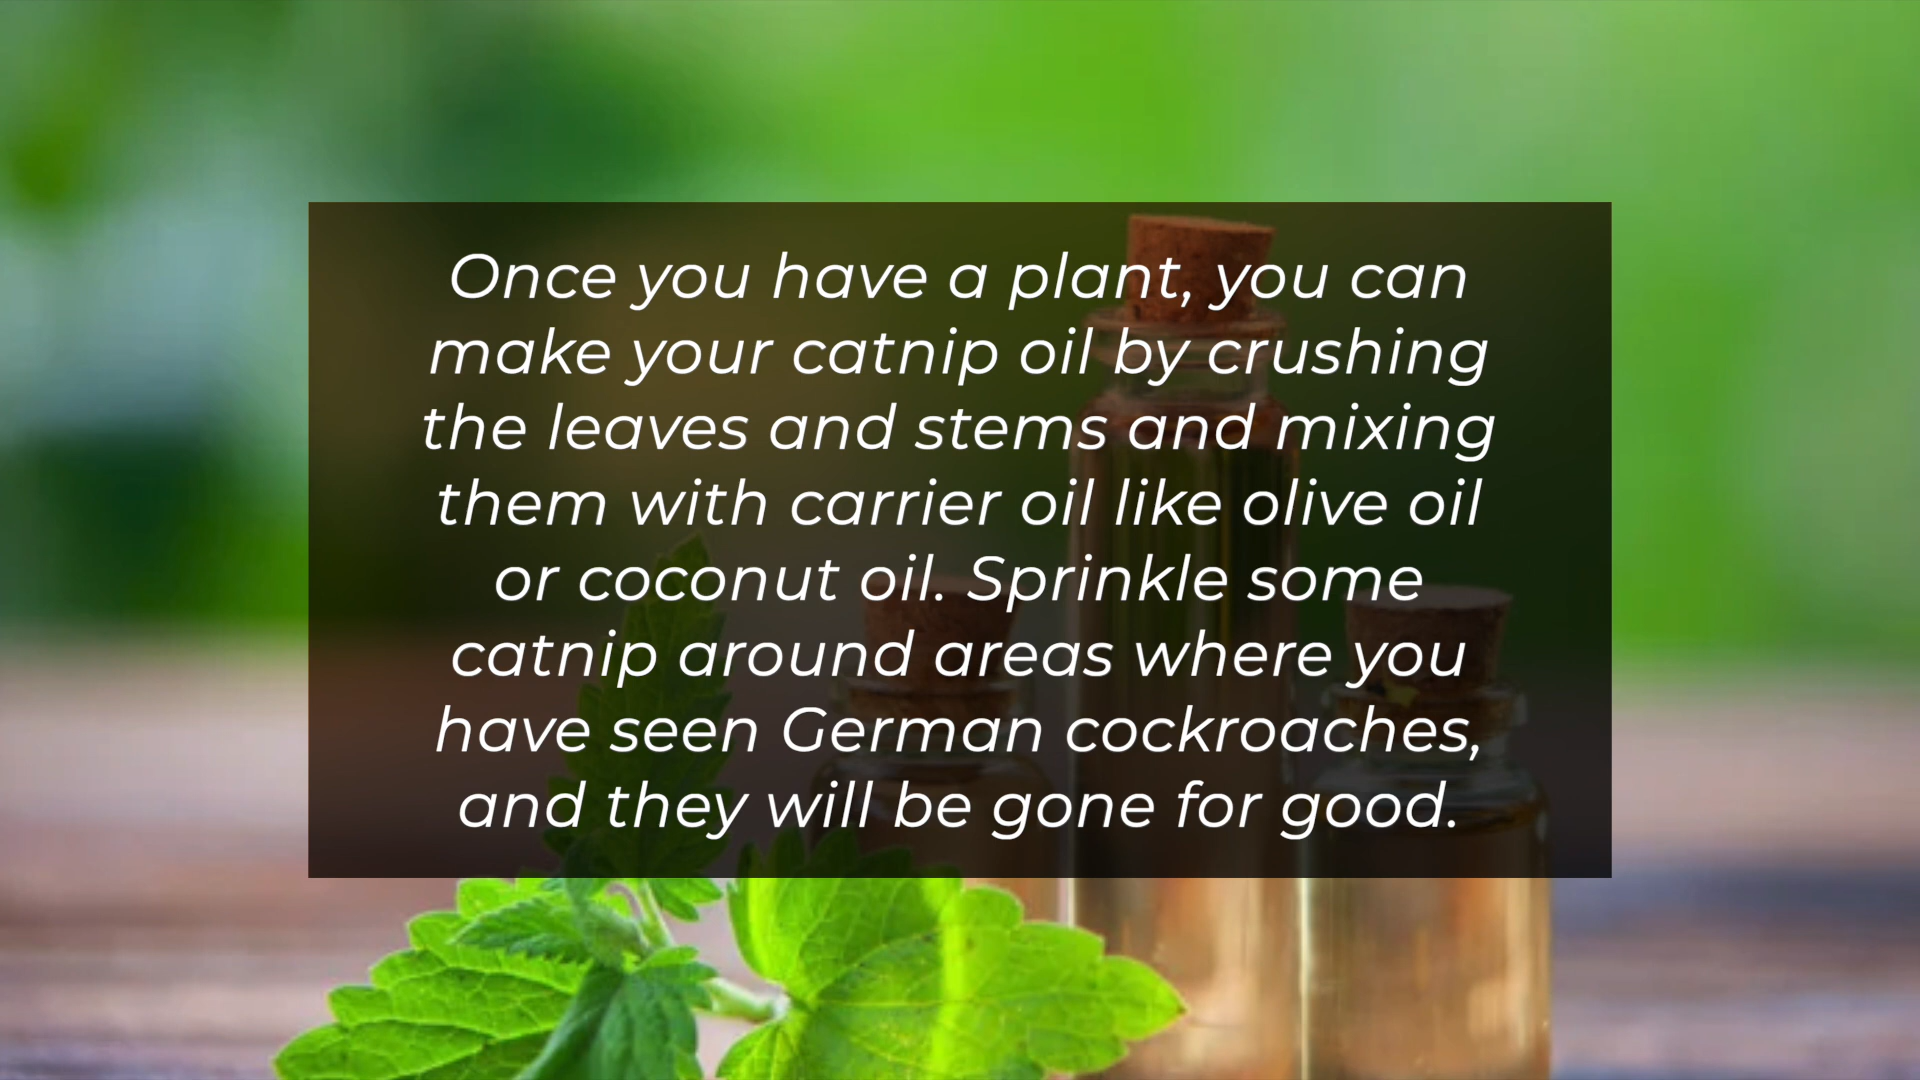 Once you have a plant, you can
make your catnip oil by crushing
the leaves and stems and mixing
them with carrier oil like olive oil
or coconut oil. Sprinkle some
catnip around areas where you
have seen German cockroaches,
and they will be gone for good.